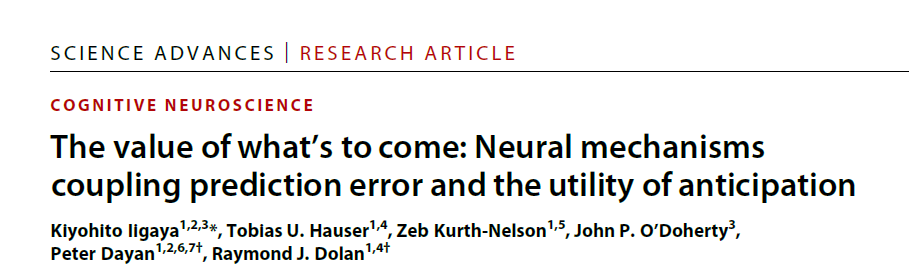 SCIENCE ADVANCES | RESEARCH ARTICLE
COGNITIVE NEUROSCIENCE
The value of what’s to come: Neural mechanisms
coupling prediction error and the utility of anticipation
Kiyohito Iigaya1,2,3*, Tobias U. Hauser1,4, Zeb Kurth-Nelson1,5, John P. O’Doherty3,
Peter Dayan1,2,6,7†, Raymond J. Dolan1,4†